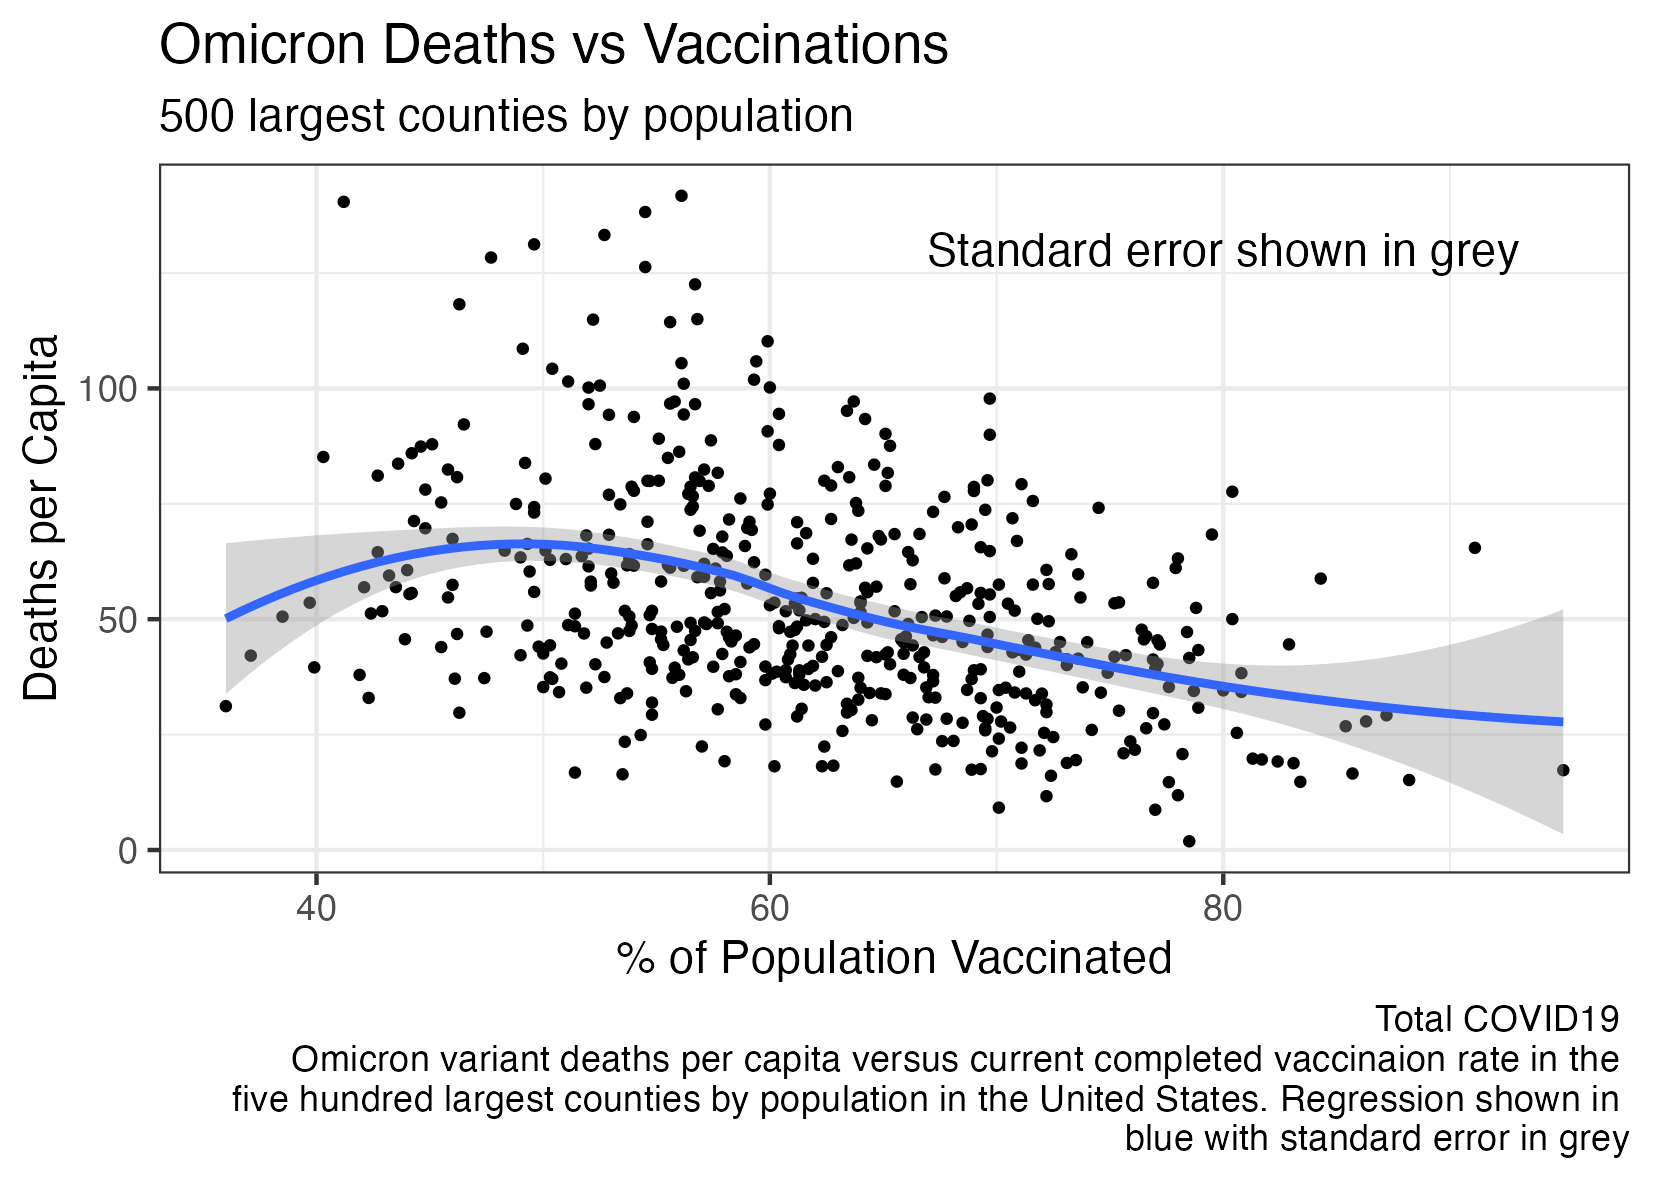 Omicron Deaths vs Vaccinations
500 largest counties by population
Standard error shown in grey
Deaths per Capita
100
50
0
40 60 80
% of Population Vaccinated
Total COVID19
Omicron variant deaths per capita versus current completed vaccinaion rate in the
five hundred largest counties by population in the United States. Regression shown in
blue with standard error in grey